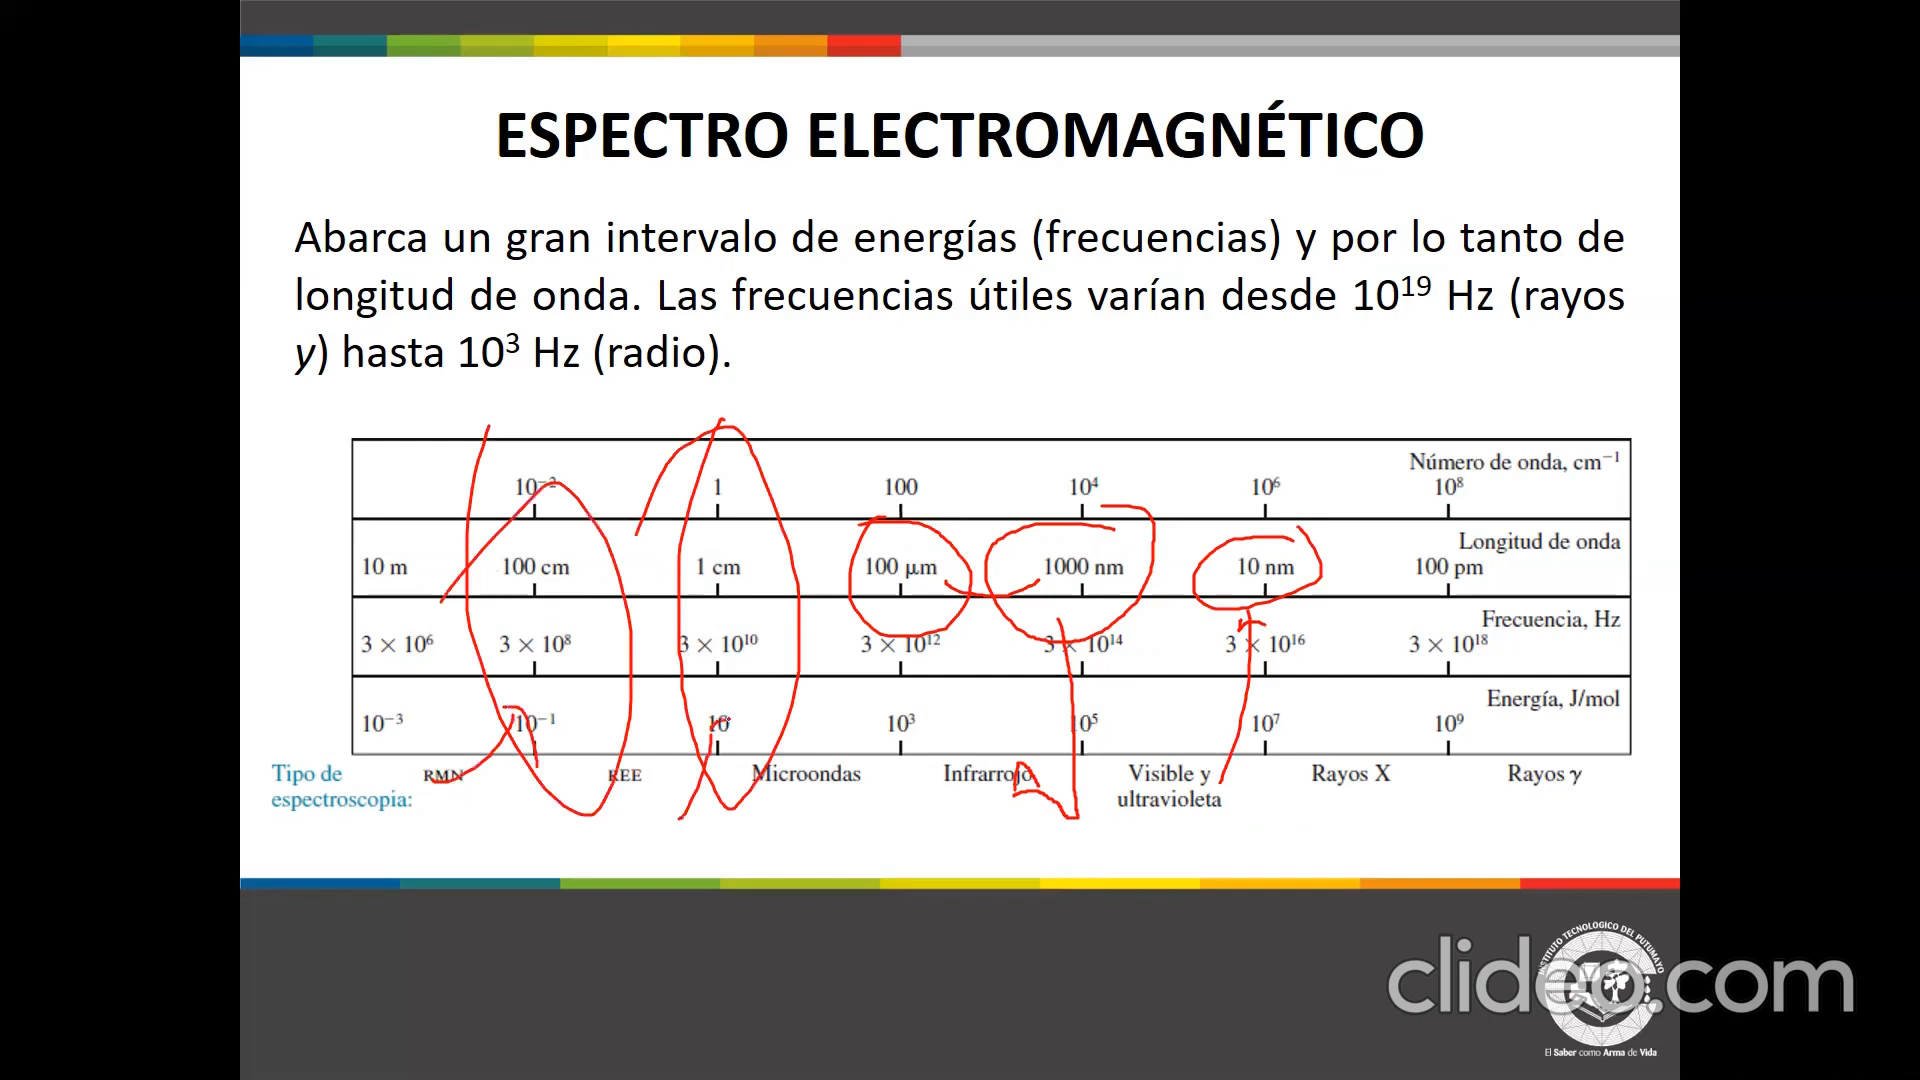 ESPECTRO ELECTROMAGNÉTICO
Abarca un gran intervalo de energías (frecuencias) y por lo tanto de
longitud de onda. Las frecuencias útiles varían desde 10¹⁹ Hz (rayos
y) hasta 10³ Hz (radio).
Número de onda, cm⁻¹
10⁻² 1 100 10⁴ 10⁶ 10⁸
Longitud de onda
10 m 100 cm 1 cm 100 μm 1000 nm 10 nm 100 pm
Frecuencia, Hz
3 × 10⁶ 3 × 10⁸ 3 × 10¹⁰ 3 × 10¹² 3 × 10¹⁴ 3 × 10¹⁶ 3 × 10¹⁸
Energía, J/mol
10⁻³ 10⁻¹ 10 10³ 10⁵ 10⁷ 10⁹
Tipo de espectroscopia:
RMN REE Microondas Infrarrojo Visible y ultravioleta Rayos X Rayos γ
INSTITUTO TECNOLOGICO DEL PUTUMAYO
clideo.com
El Saber como Arma de Vida